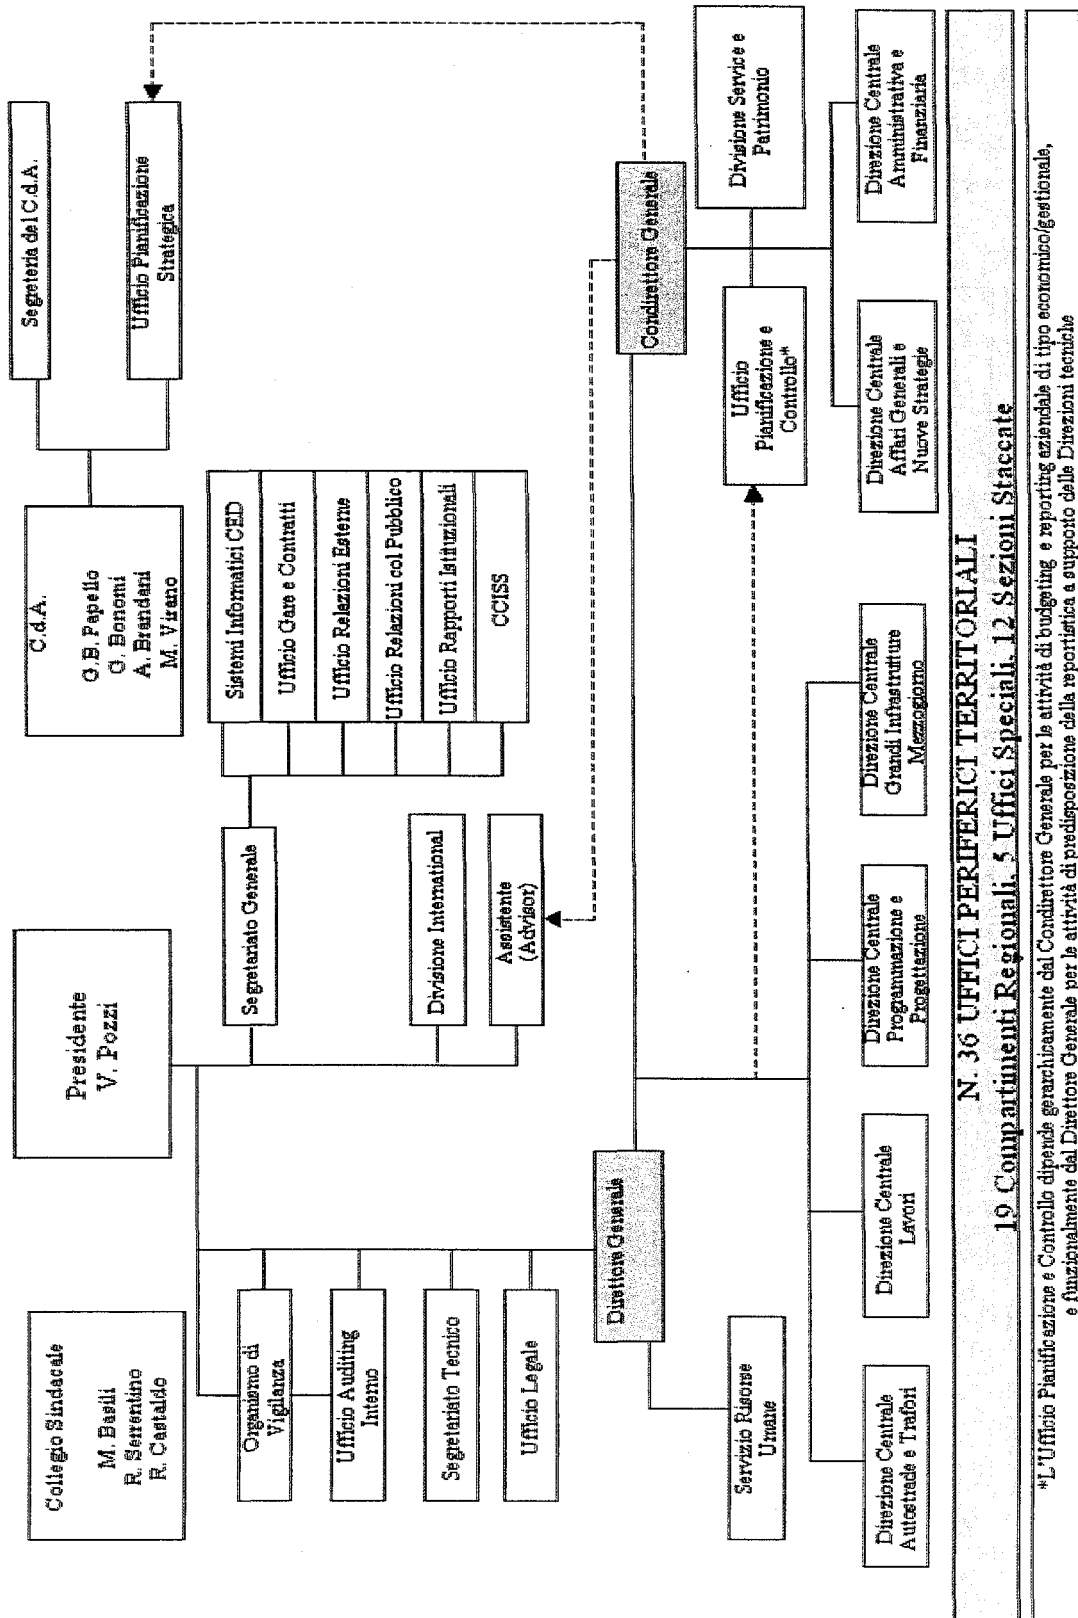 Collegio Sindacale
M. Basili
R. Serrentino
R. Castaldo
Presidente
V. Pozzi
C.d.A.
G.B. Papello
G. Bonomi
A. Brandani
M. Virano
Segreteria del C.d.A.
Ufficio Pianificazione
Strategica
Organismo di
Vigilanza
Ufficio Auditing
Interno
Segretariato Tecnico
Ufficio Legale
Segretariato Generale
Divisione International
Assistente
(Advisor)
Sistemi Informatici CED
Ufficio Gare e Contratti
Ufficio Relazioni Esterne
Ufficio Relazioni col Pubblico
Ufficio Rapporti Istituzionali
CCISS
Direttore Generale
Condirettore Generale
Servizio Risorse
Umane
Ufficio
Pianificazione e
Controllo*
Divisione Service e
Patrimonio
Direzione Centrale
Autostrade e Trafori
Direzione Centrale
Lavori
Direzione Centrale
Programmazione e
Progettazione
Direzione Centrale
Grandi Infrastrutture
Mezzogiorno
Direzione Centrale
Affari Generali e
Nuove Strategie
Direzione Centrale
Amministrativa e
Finanziaria
N. 36 UFFICI PERIFERICI TERRITORIALI
19 Compartimenti Regionali, 5 Uffici Speciali, 12 Sezioni Staccate
*L'Ufficio Pianificazione e Controllo dipende gerarchicamente dal Condirettore Generale per le attività di budgeting e reporting aziendale di tipo economico/gestionale,
e funzionalmente dal Direttore Generale per le attività di predisposizione della reportistica a supporto delle Direzioni tecniche